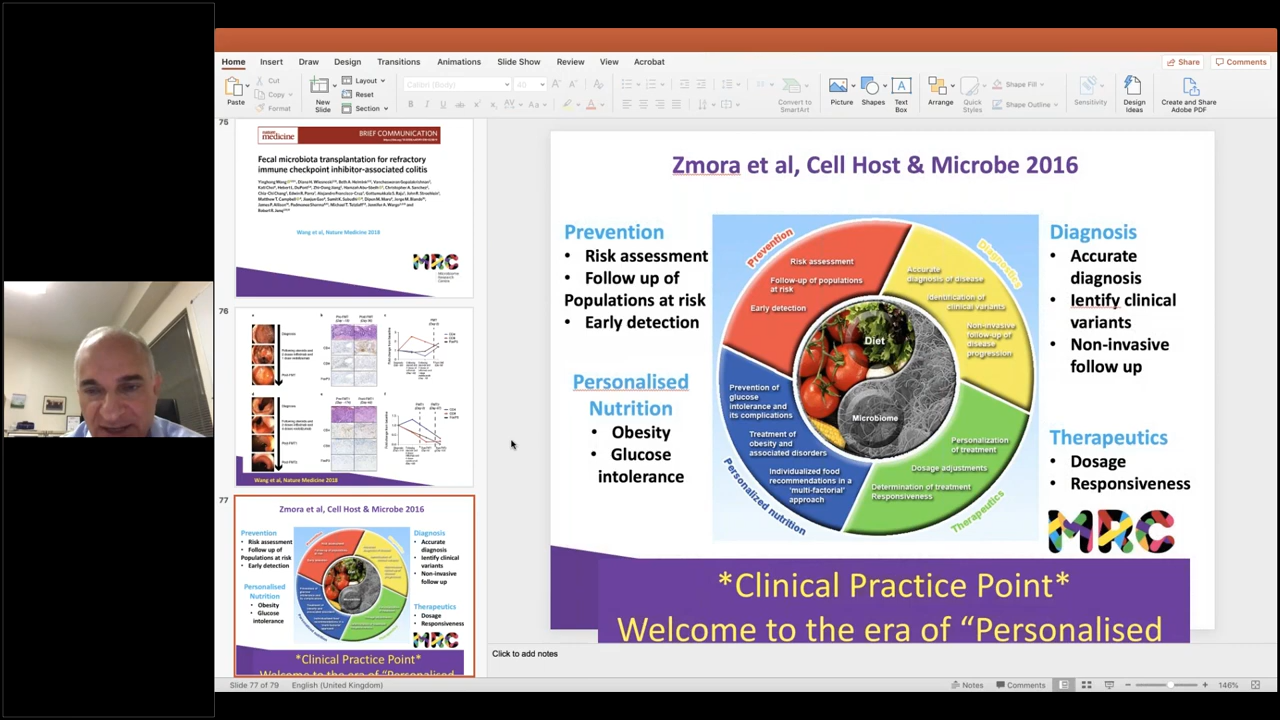 Home Insert Draw Design Transitions Animations Slide Show Review View Acrobat Share Comments
Paste Cut Copy Format New Slide Layout Reset Section Calibri (Body) 40
Convert to SmartArt Picture Shapes Text Box Arrange Quick Styles Shape Fill Shape Outline Sensitivity Design Ideas Create and Share Adobe PDF
75
nature medicine
BRIEF COMMUNICATION
Fecal microbiota transplantation for refractory
immune checkpoint inhibitor-associated colitis
Wang et al, Nature Medicine 2018
MRC
Microbiome
Research
Centre
76
Wang et al, Nature Medicine 2018
77
Zmora et al, Cell Host & Microbe 2016
Prevention
• Risk assessment
• Follow up of
Populations at risk
• Early detection
Personalised
Nutrition
• Obesity
• Glucose
intolerance
Diagnosis
• Accurate
diagnosis
• Ientify clinical
variants
• Non-invasive
follow up
Therapeutics
• Dosage
• Responsiveness
MRC
*Clinical Practice Point*
Welcome to the era of “Personalised
Zmora et al, Cell Host & Microbe 2016
Prevention
• Risk assessment
• Follow up of
Populations at risk
• Early detection
Personalised
Nutrition
• Obesity
• Glucose
intolerance
Prevention
Risk assessment
Follow-up of populations
at risk
Early detection
Diagnostics
Accurate
diagnosis of disease
Identification of
clinical variants
Non-invasive
follow-up of
disease
progression
Diet
Microbiome
Prevention of
glucose
intolerance and
its complications
Treatment of
obesity and
associated disorders
Individualized food
recommendations in a
'multi-factorial'
approach
Personalized nutrition
Personalization
of treatment
Dosage adjustments
Determination of treatment
Responsiveness
Therapeutics
Diagnosis
• Accurate
diagnosis
• Ientify clinical
variants
• Non-invasive
follow up
Therapeutics
• Dosage
• Responsiveness
MRC
*Clinical Practice Point*
Welcome to the era of “Personalised
Click to add notes
Slide 77 of 79 English (United Kingdom) Notes Comments 146%